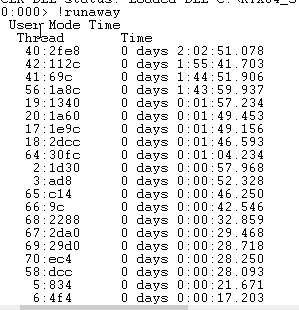 0:000> !runaway
User Mode Time
Thread Time
40:2fe8 0 days 2:02:51.078
42:112c 0 days 1:55:41.703
41:69c 0 days 1:44:51.906
56:1a8c 0 days 1:43:59.937
19:1340 0 days 0:01:57.234
20:1a60 0 days 0:01:49.453
17:1e9c 0 days 0:01:49.156
18:2dcc 0 days 0:01:46.593
64:30fc 0 days 0:01:04.234
2:1d30 0 days 0:00:57.968
3:ad8 0 days 0:00:52.328
65:c14 0 days 0:00:46.250
66:9c 0 days 0:00:42.546
68:2288 0 days 0:00:32.859
67:2da0 0 days 0:00:29.468
69:29d0 0 days 0:00:28.718
70:ec4 0 days 0:00:28.250
58:dcc 0 days 0:00:28.093
5:834 0 days 0:00:21.671
6:4f4 0 days 0:00:17.203